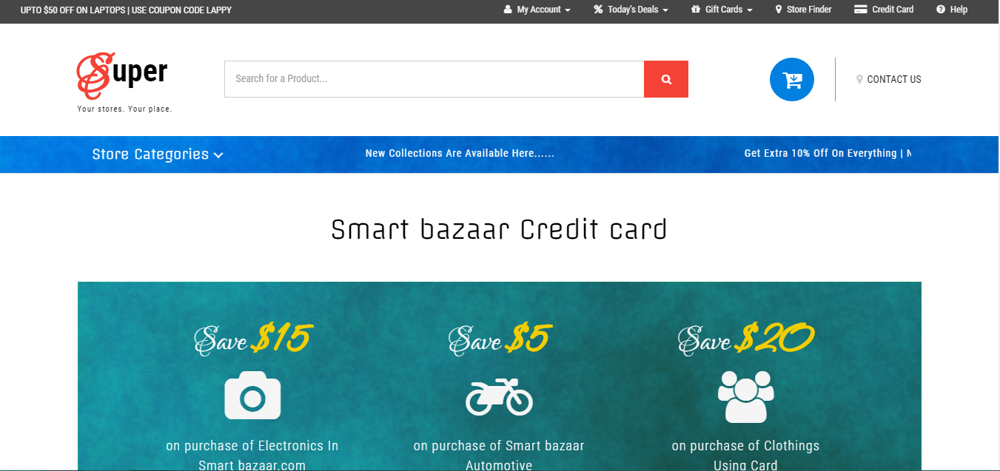 UPTO $50 OFF ON LAPTOPS | USE COUPON CODE LAPPY
My Account
Today's Deals
Gift Cards
Store Finder
Credit Card
Help
Super
Your stores. Your place.
Search for a Product...
CONTACT US
Store Categories
New Collections Are Available Here......
Get Extra 10% Off On Everything |
Smart bazaar Credit card
Save $15
on purchase of Electronics In
Smart bazaar.com
Save $5
on purchase of Smart bazaar
Automotive
Save $20
on purchase of Clothings
Using Card